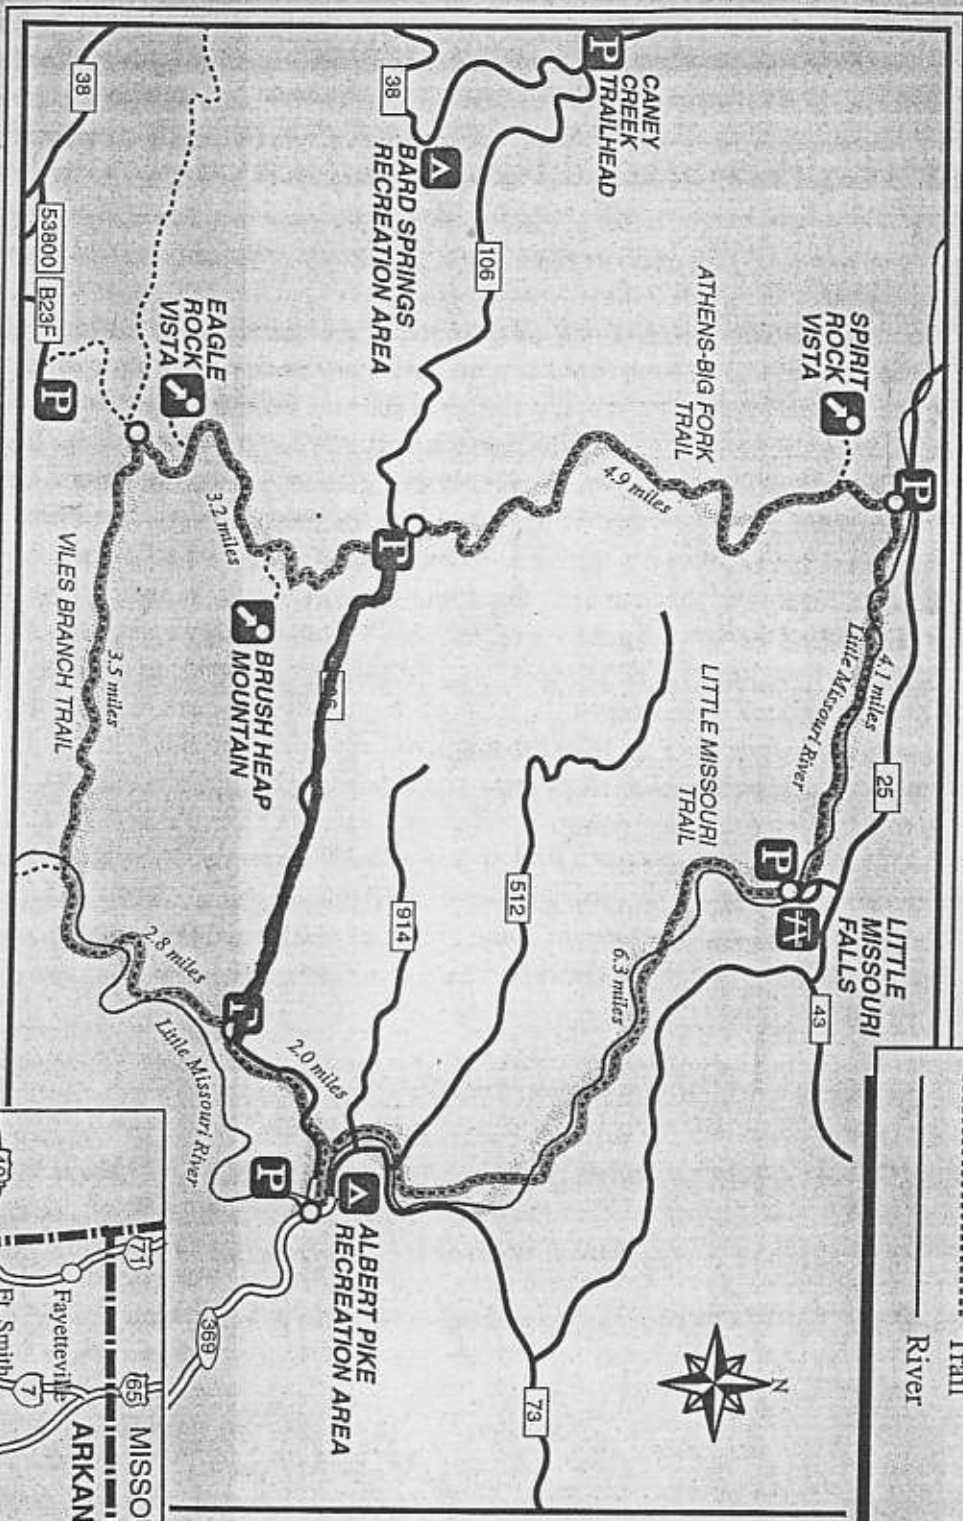 P
CANEY
CREEK
TRAILHEAD
38
38
BARD SPRINGS
RECREATION AREA
106
53800
B23F
P
EAGLE
ROCK
VISTA
ATHENS-BIG FORK
TRAIL
SPIRIT
ROCK
VISTA
P
4.9 miles
3.2 miles
P
BRUSH HEAP
MOUNTAIN
VILES BRANCH TRAIL
3.5 miles
4.1 miles
Little Missouri River
25
LITTLE MISSOURI
TRAIL
P
LITTLE
MISSOURI
FALLS
43
512
914
6.3 miles
2.8 miles
2.0 miles
Little Missouri River
P
ALBERT PIKE
RECREATION AREA
369
73
N
Trail
River
71
Fayetteville
Ft. Smith
65
7
MISSO
ARKAN